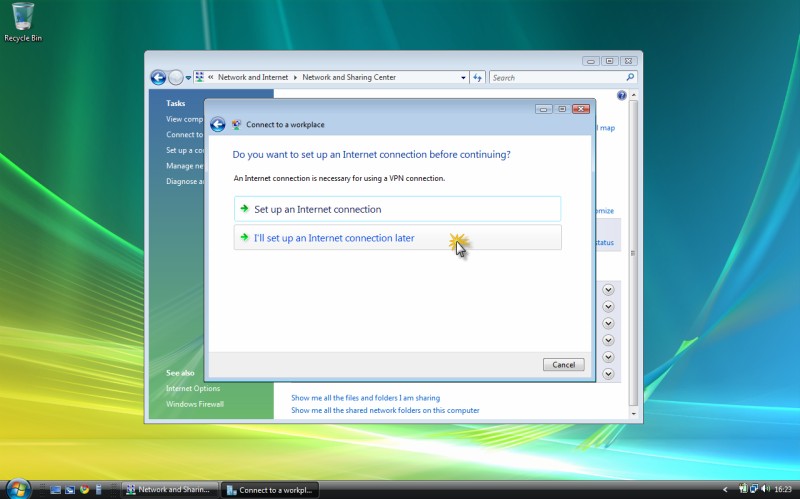 Recycle Bin
« Network and Internet ▸ Network and Sharing Center
Search
Tasks
View comp
Connect to
Set up a co
Manage ne
Diagnose a
l map
omize
status
Connect to a workplace
Do you want to set up an Internet connection before continuing?
An Internet connection is necessary for using a VPN connection.
Set up an Internet connection
I'll set up an Internet connection later
Cancel
See also
Internet Options
Windows Firewall
Show me all the files and folders I am sharing
Show me all the shared network folders on this computer
Network and Sharin...
Connect to a workpl...
16:23